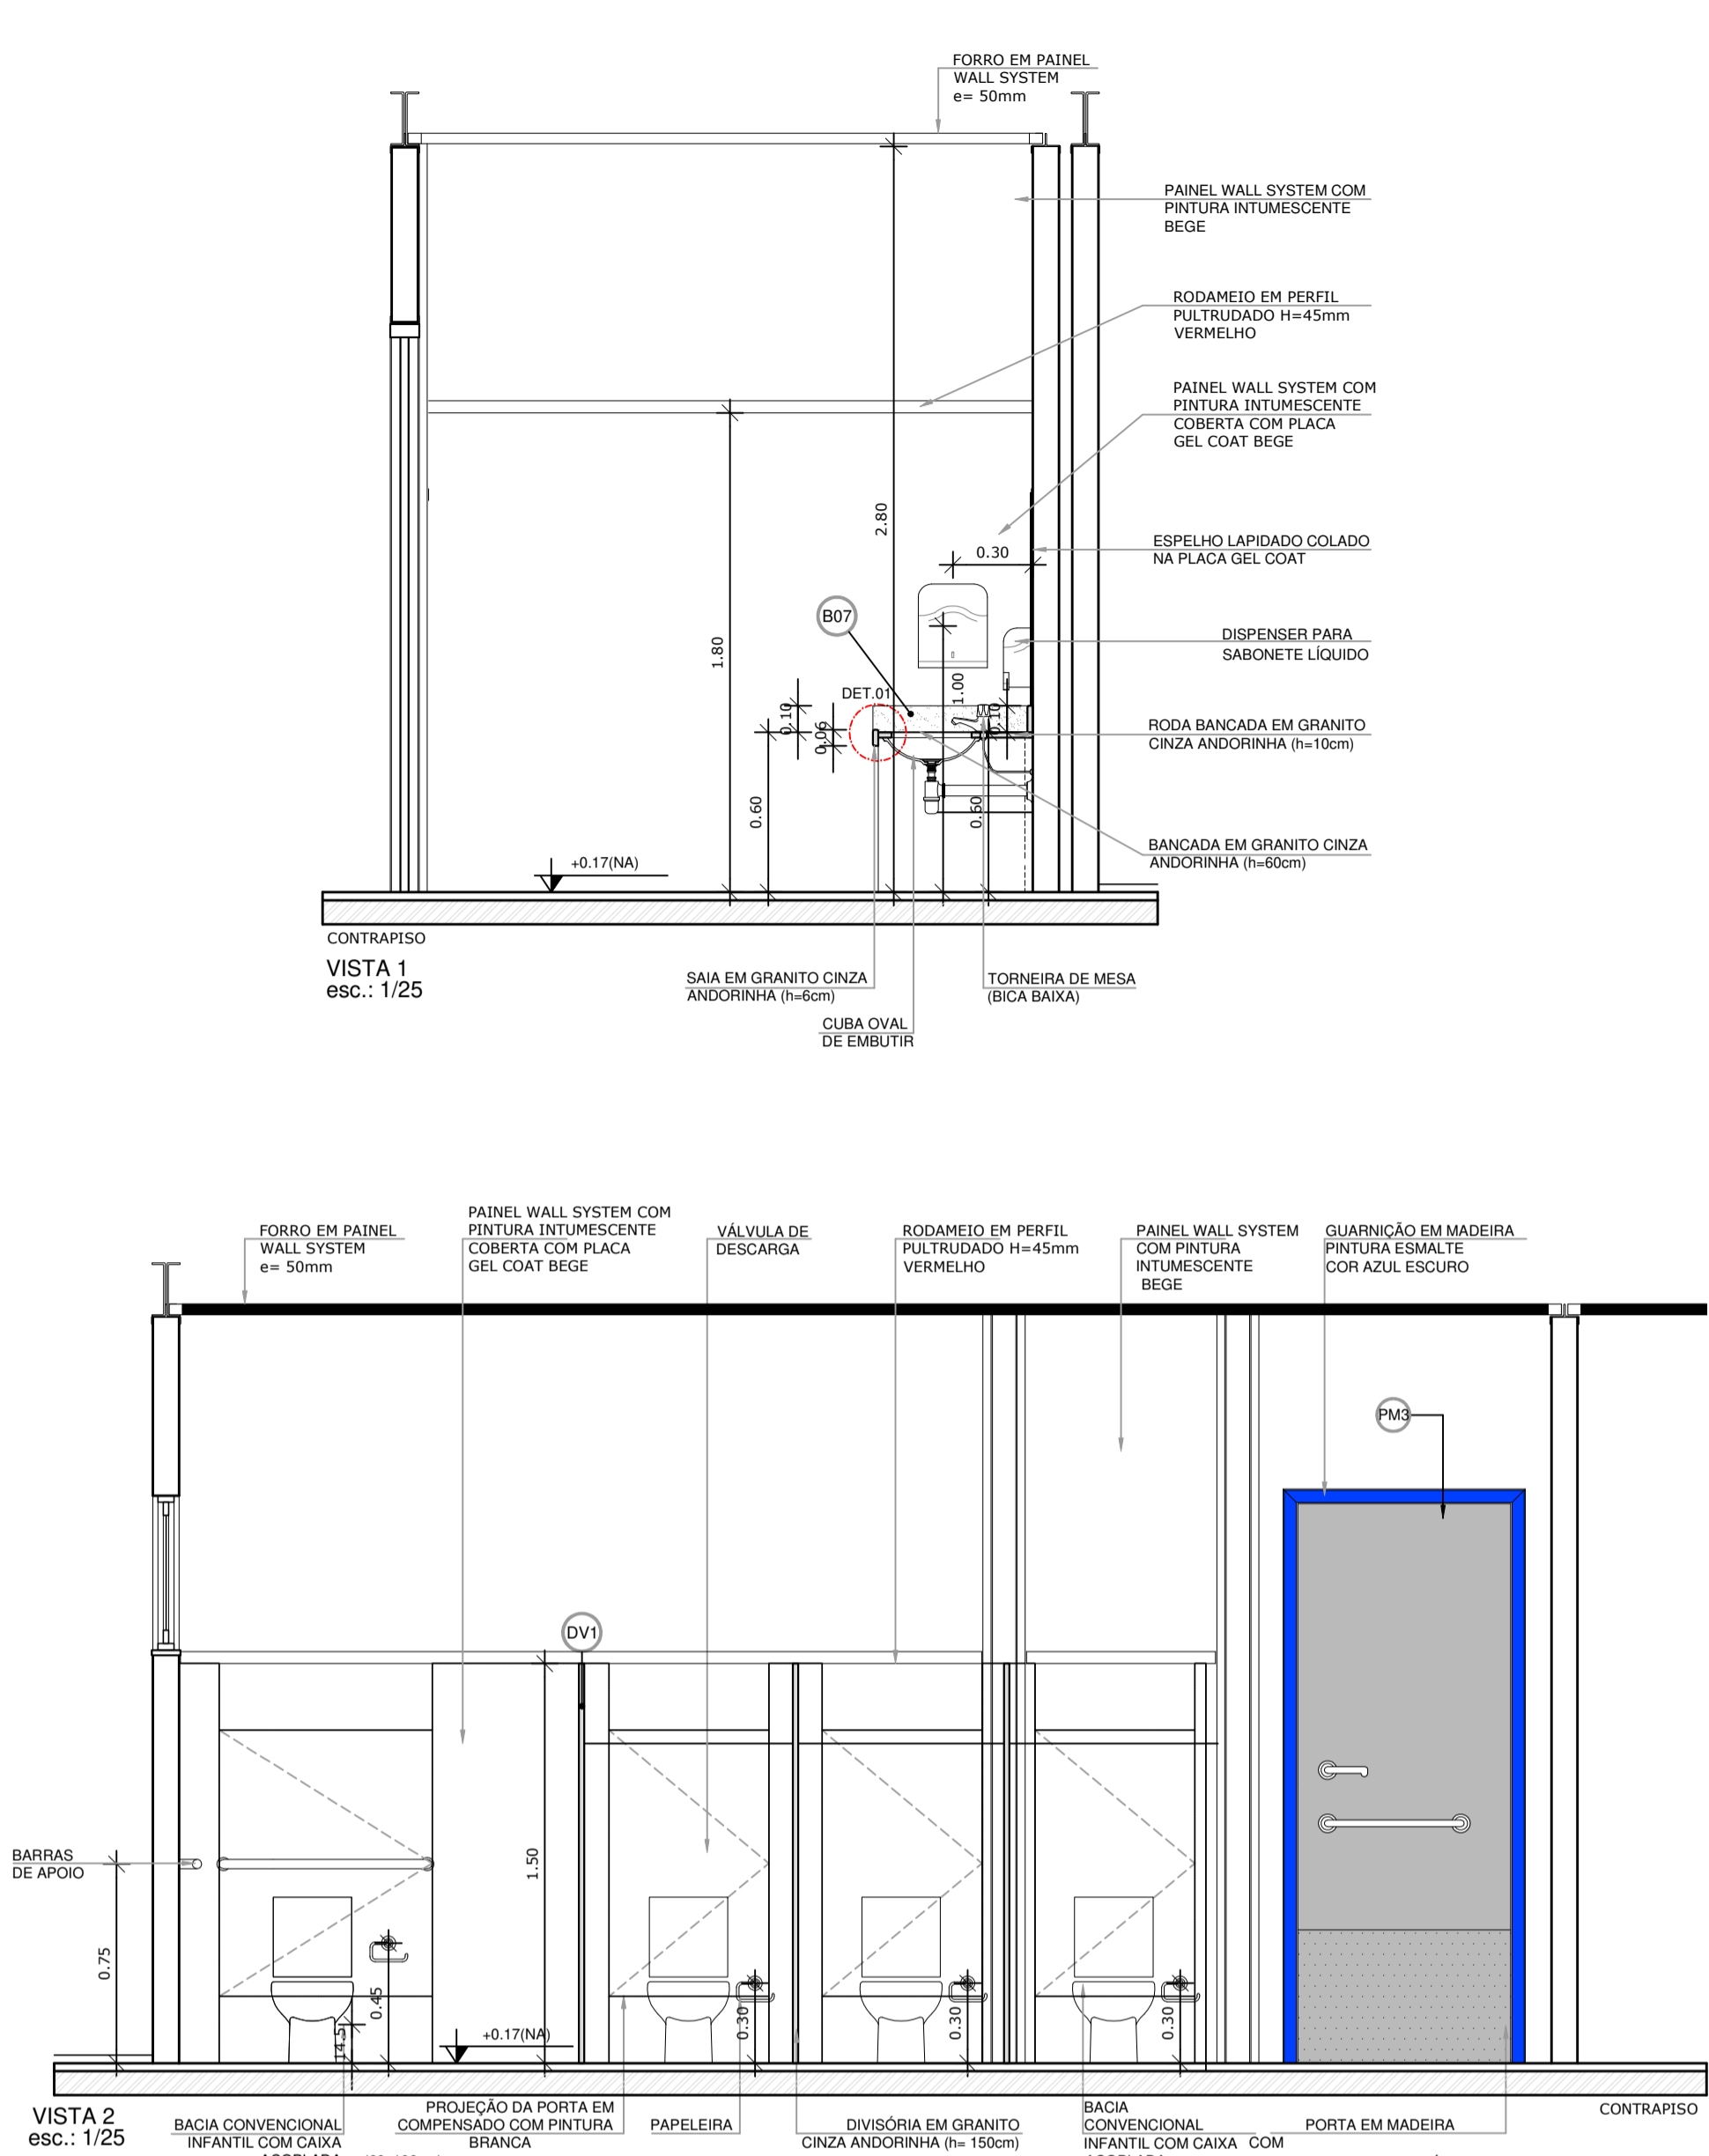 FORRO EM PAINEL
WALL SYSTEM
e= 50mm
PAINEL WALL SYSTEM COM
PINTURA INTUMESCENTE
BEGE
RODAMEIO EM PERFIL
PULTRUDADO H=45mm
VERMELHO
PAINEL WALL SYSTEM COM
PINTURA INTUMESCENTE
COBERTA COM PLACA
GEL COAT BEGE
2.80
ESPELHO LAPIDADO COLADO
NA PLACA GEL COAT
0.30
B07
DISPENSER PARA
SABONETE LÍQUIDO
1.80
1.00
DET.01
0.10
0.06
0.10
RODA BANCADA EM GRANITO
CINZA ANDORINHA (h=10cm)
0.60
0.60
BANCADA EM GRANITO CINZA
ANDORINHA (h=60cm)
+0.17(NA)
CONTRAPISO
VISTA 1
esc.: 1/25
SAIA EM GRANITO CINZA
ANDORINHA (h=6cm)
TORNEIRA DE MESA
(BICA BAIXA)
CUBA OVAL
DE EMBUTIR
FORRO EM PAINEL
WALL SYSTEM
e= 50mm
PAINEL WALL SYSTEM COM
PINTURA INTUMESCENTE
COBERTA COM PLACA
GEL COAT BEGE
VÁLVULA DE
DESCARGA
RODAMEIO EM PERFIL
PULTRUDADO H=45mm
VERMELHO
PAINEL WALL SYSTEM
COM PINTURA
INTUMESCENTE
BEGE
GUARNIÇÃO EM MADEIRA
PINTURA ESMALTE
COR AZUL ESCURO
PM3
DV1
BARRAS
DE APOIO
1.50
0.75
0.45
14.5
+0.17(NA)
0.30
0.30
0.30
VISTA 2
esc.: 1/25
BACIA CONVENCIONAL
INFANTIL COM CAIXA
PROJEÇÃO DA PORTA EM
COMPENSADO COM PINTURA
BRANCA
PAPELEIRA
DIVISÓRIA EM GRANITO
CINZA ANDORINHA (h= 150cm)
BACIA
CONVENCIONAL
INFANTIL COM CAIXA
COM
PORTA EM MADEIRA
CONTRAPISO